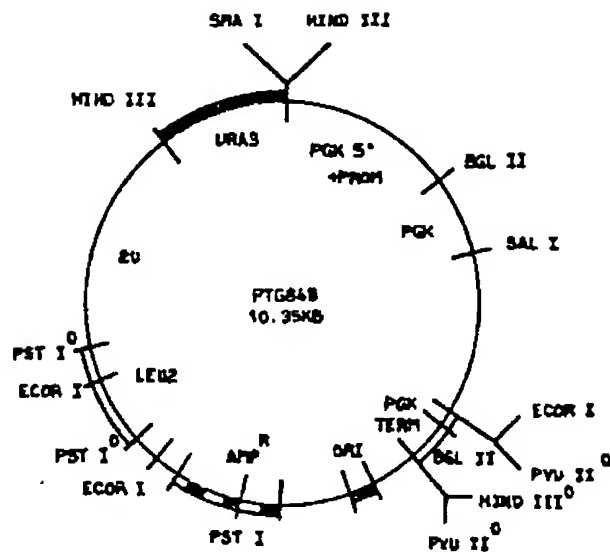 SMA I
HIND III
HIND III
URA3
PGK 5'
+PROM
BGL II
PGK
SAL I
2U
PTG848
10.35KB
PST I°
ECOR I
LEU2
PST I°
ECOR I
AMP R
PST I
ORI
PGK
TERM
BGL II
ECOR I
PVU II°
HIND III°
PVU II°